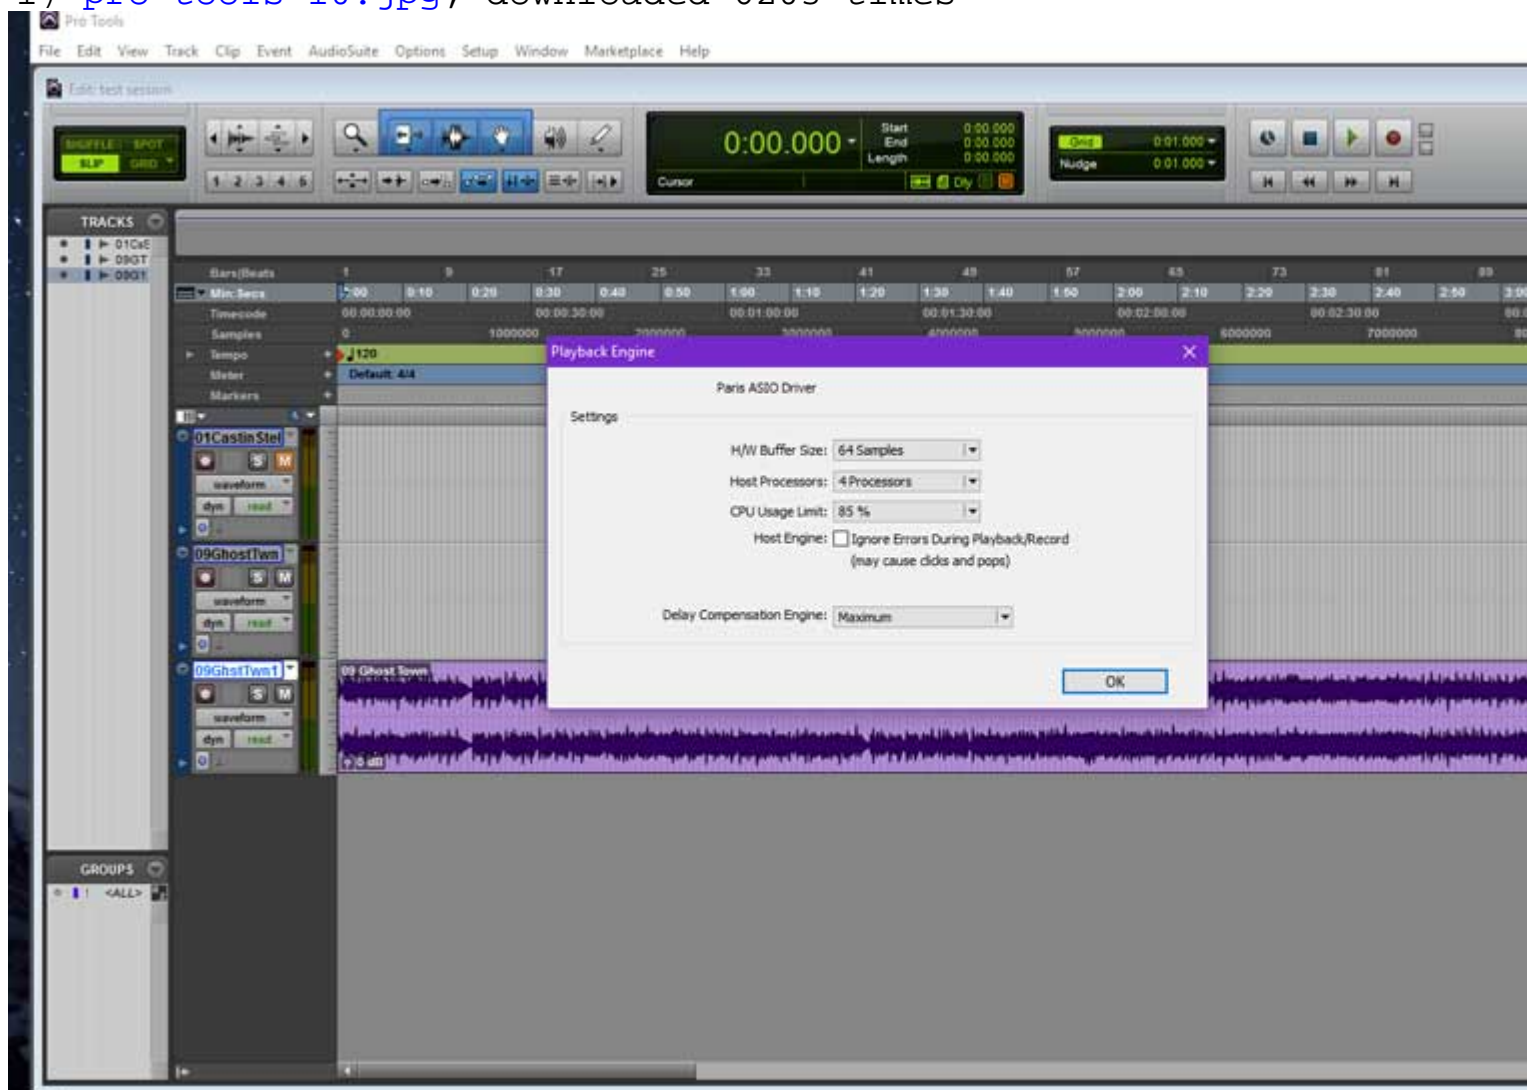 Pro Tools
File Edit View Track Clip Event AudioSuite Options Setup Window Marketplace Help
Edit: test session
SHUFFLE SPOT
SLIP GRID
1 2 3 4 5
0:00.000
Start 0:00.000
End 0:00.000
Length 0:00.000
Cursor
Dly
Grid 0:01.000
Nudge 0:01.000
TRACKS
09GT
Bars|Beats 1 9 17 25 33 41 49 57 65 73 81 89
Min:Secs 0:00 0:10 0:20 0:30 0:40 0:50 1:00 1:10 1:20 1:30 1:40 1:50 2:00 2:10 2:20 2:30 2:40 2:50
Timecode 00:00:00:00 00:00:30:00 00:01:00:00 00:01:30:00 00:02:00:00 00:02:30:00
Samples 0 1000000 2000000 3000000 4000000 5000000 6000000 7000000
Tempo 120
Meter Default: 4/4
Markers
Playback Engine
Paris ASIO Driver
Settings
H/W Buffer Size: 64 Samples
Host Processors: 4 Processors
CPU Usage Limit: 85 %
Host Engine: Ignore Errors During Playback/Record
(may cause clicks and pops)
Delay Compensation Engine: Maximum
OK
01CastinStel
S M
waveform
dyn read
09GhostTwn
S M
waveform
dyn read
09GhstTwn1
S M
waveform
dyn read
09 Ghost Town
0 dB
GROUPS
! <ALL>